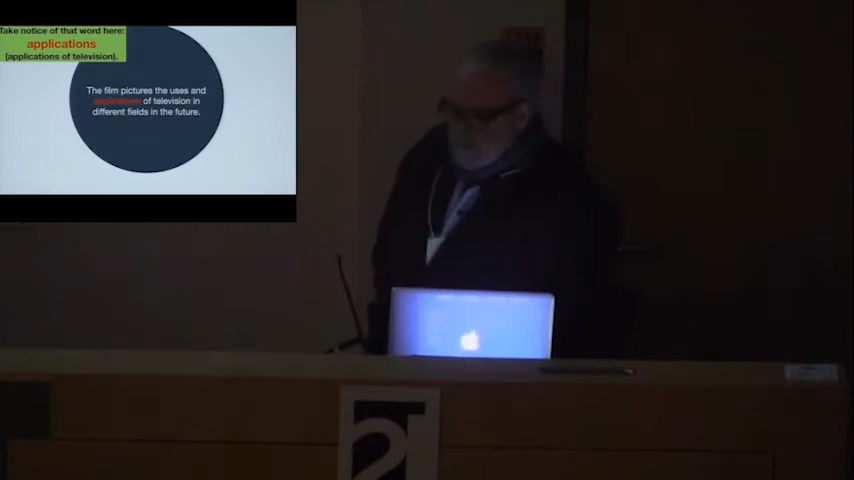 Take notice of that word here:
applications
(applications of television).
The film pictures the uses and
of television in
different fields in the future.
2